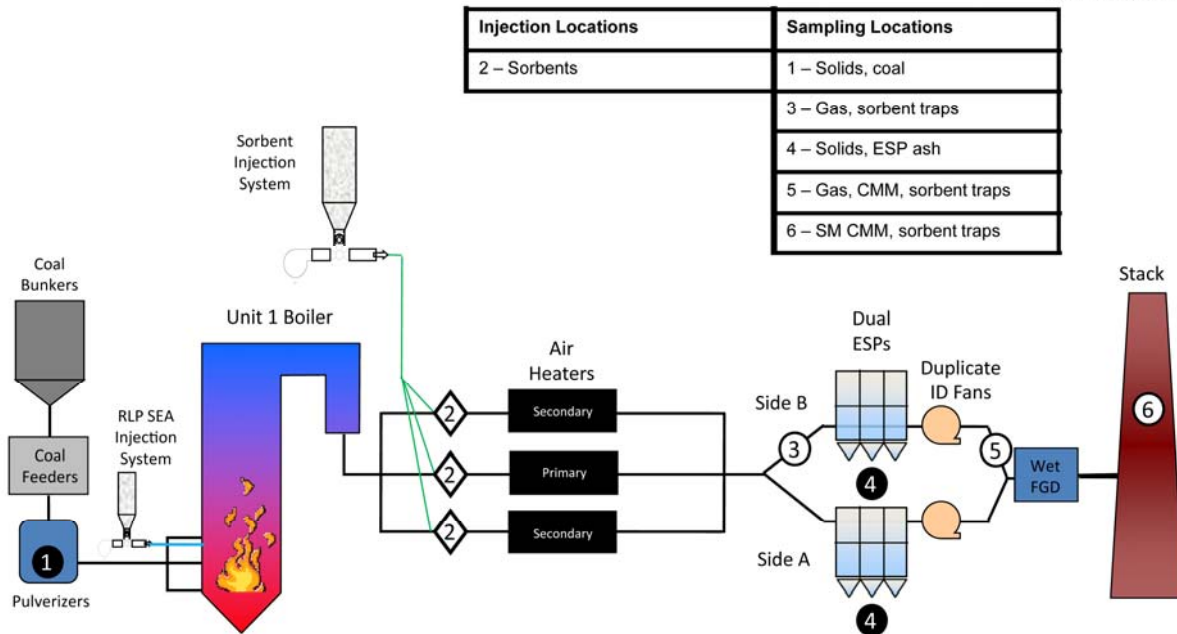 Injection Locations
Sampling Locations
2 – Sorbents
1 – Solids, coal
3 – Gas, sorbent traps
4 – Solids, ESP ash
5 – Gas, CMM, sorbent traps
6 – SM CMM, sorbent traps
Sorbent
Injection
System
Coal
Bunkers
Coal
Feeders
1
Pulverizers
RLP SEA
Injection
System
Unit 1 Boiler
2
2
2
Air
Heaters
Secondary
Primary
Secondary
Side B
3
Side A
Dual
ESPs
4
4
Duplicate
ID Fans
5
Wet
FGD
Stack
6